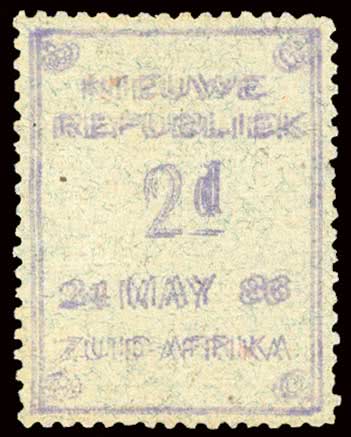 NIEUWE
REPUBLIEK
2d
24 MAY 86
ZUID-AFRIKA